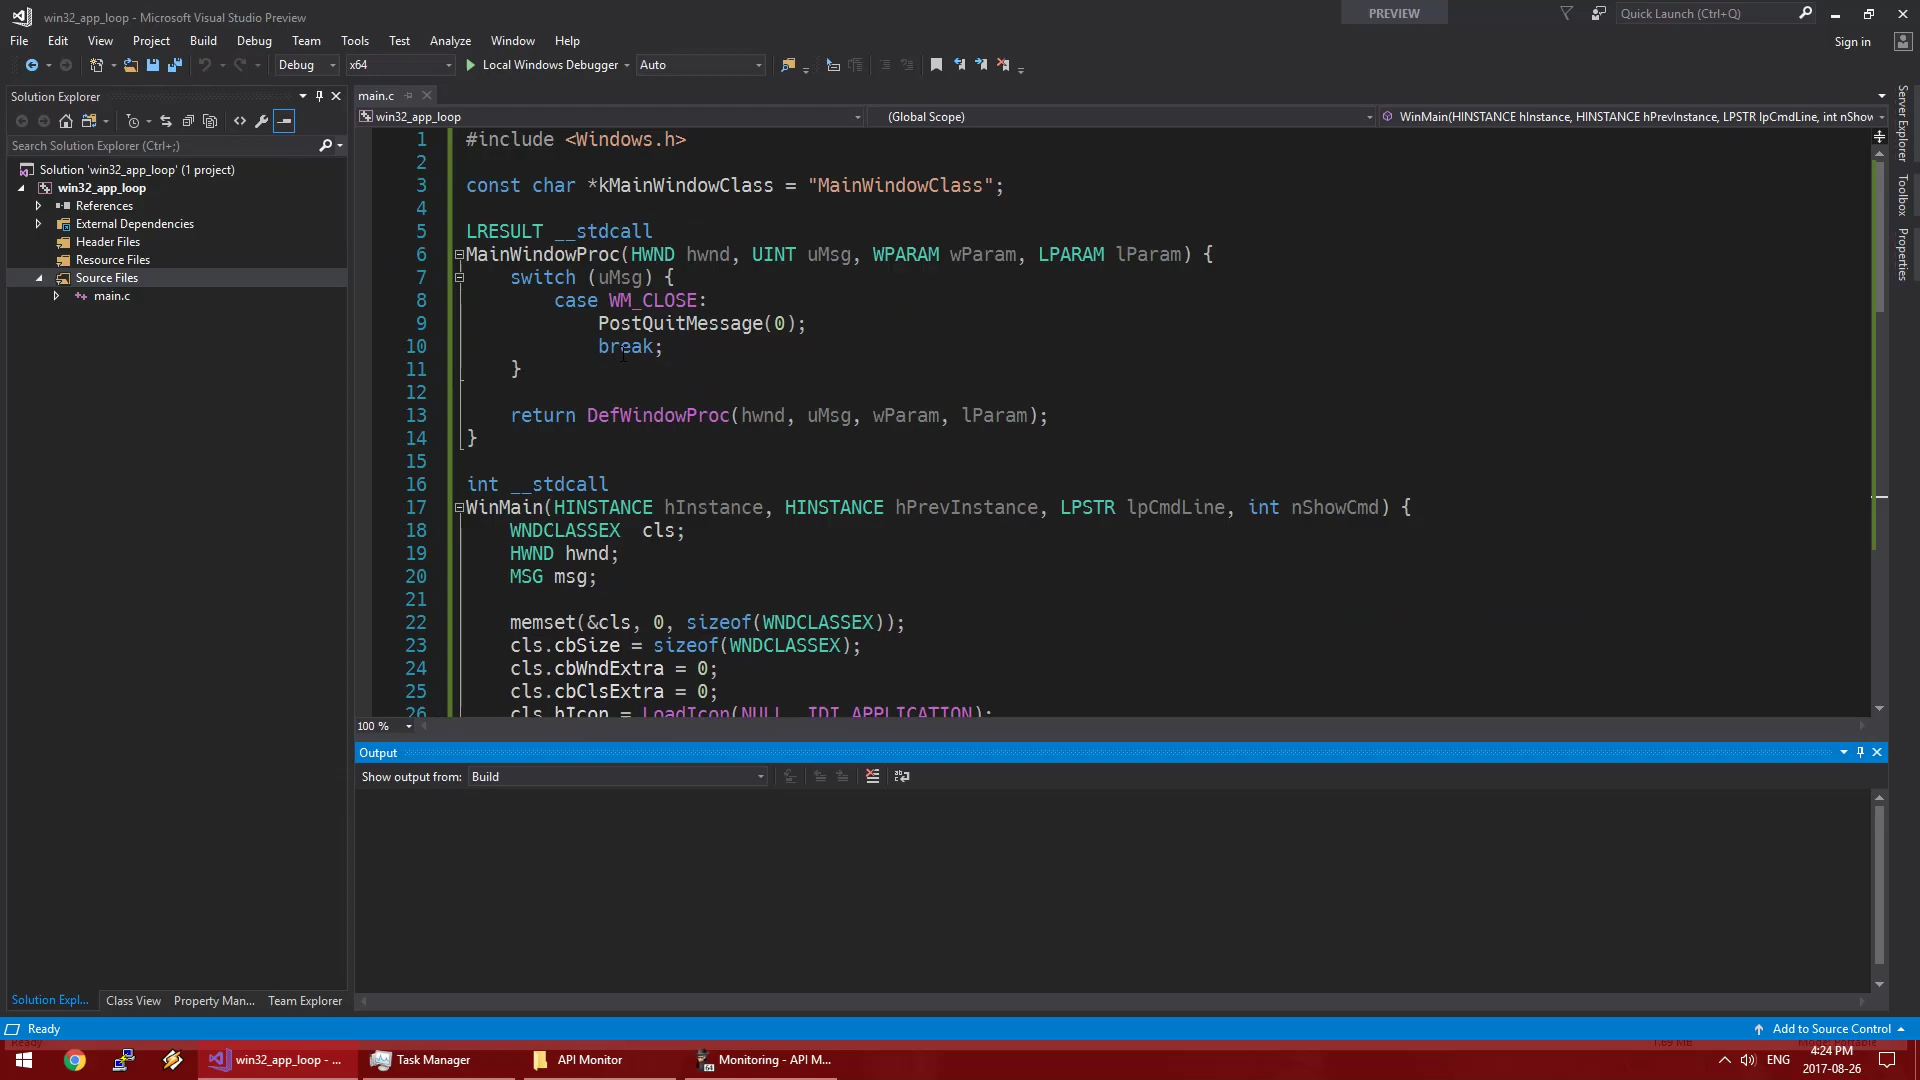 win32_app_loop - Microsoft Visual Studio Preview
PREVIEW
Quick Launch (Ctrl+Q)
File Edit View Project Build Debug Team Tools Test Analyze Window Help
Sign in
Debug x64 Local Windows Debugger Auto
Solution Explorer
Search Solution Explorer (Ctrl+;)
Solution 'win32_app_loop' (1 project)
win32_app_loop
References
External Dependencies
Header Files
Resource Files
Source Files
main.c
main.c
win32_app_loop (Global Scope) WinMain(HINSTANCE hInstance, HINSTANCE hPrevInstance, LPSTR lpCmdLine, int nShow
1 #include <Windows.h>
2
3 const char *kMainWindowClass = "MainWindowClass";
4
5 LRESULT __stdcall
6 MainWindowProc(HWND hwnd, UINT uMsg, WPARAM wParam, LPARAM lParam) {
7 switch (uMsg) {
8 case WM_CLOSE:
9 PostQuitMessage(0);
10 break;
11 }
12
13 return DefWindowProc(hwnd, uMsg, wParam, lParam);
14 }
15
16 int __stdcall
17 WinMain(HINSTANCE hInstance, HINSTANCE hPrevInstance, LPSTR lpCmdLine, int nShowCmd) {
18 WNDCLASSEX cls;
19 HWND hwnd;
20 MSG msg;
21
22 memset(&cls, 0, sizeof(WNDCLASSEX));
23 cls.cbSize = sizeof(WNDCLASSEX);
24 cls.cbWndExtra = 0;
25 cls.cbClsExtra = 0;
26 cls.hIcon = LoadIcon(NULL, IDI_APPLICATION);
100 %
Output
Show output from: Build
Server Explorer
Toolbox
Properties
Solution Expl... Class View Property Man... Team Explorer
Ready
Add to Source Control
win32_app_loop - ... Task Manager API Monitor Monitoring - API M...
ENG
4:24 PM
2017-08-26